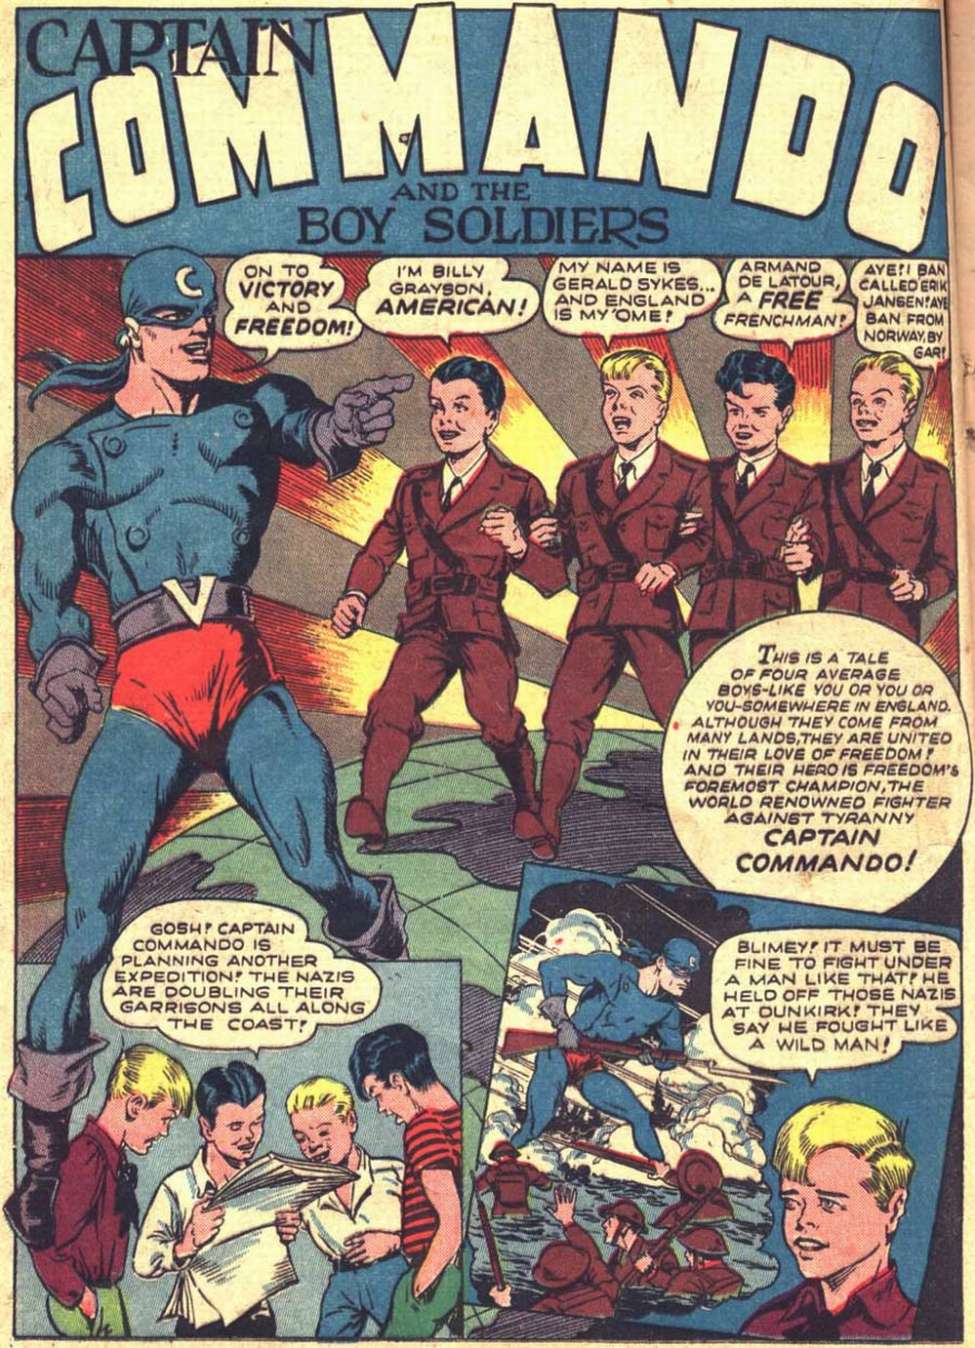 CAPTAIN
COMMANDO
AND THE
BOY SOLDIERS
C
ON TO
VICTORY
AND
FREEDOM!
I'M BILLY
GRAYSON,
AMERICAN!
MY NAME IS
GERALD SYKES...
AND ENGLAND
IS MY 'OME!
ARMAND
DE LATOUR,
A FREE
FRENCHMAN!
AYE! I BAN
CALLED ERIK
JANSEN! AYE
BAN FROM
NORWAY, BY
GAR!
V
THIS IS A TALE
OF FOUR AVERAGE
BOYS-LIKE YOU OR YOU OR
YOU-SOMEWHERE IN ENGLAND.
ALTHOUGH THEY COME FROM
MANY LANDS, THEY ARE UNITED
IN THEIR LOVE OF FREEDOM!
AND THEIR HERO IS FREEDOM'S
FOREMOST CHAMPION, THE
WORLD RENOWNED FIGHTER
AGAINST TYRANNY
CAPTAIN
COMMANDO!
GOSH! CAPTAIN
COMMANDO IS
PLANNING ANOTHER
EXPEDITION! THE NAZIS
ARE DOUBLING THEIR
GARRISONS ALL ALONG
THE COAST!
C
BLIMEY! IT MUST BE
FINE TO FIGHT UNDER
A MAN LIKE THAT! HE
HELD OFF THOSE NAZIS
AT DUNKIRK! THEY
SAY HE FOUGHT LIKE
A WILD MAN!